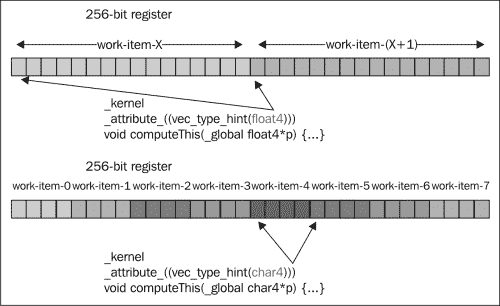 256-bit register
work-item-X work-item-(X+1)
_kernel
_attribute_((vec_type_hint(float4)))
void computeThis(_global float4*p) {...}
256-bit register
work-item-0 work-item-1 work-item-2 work-item-3 work-item-4 work-item-5 work-item-6 work-item-7
_kernel
_attribute_((vec_type_hint(char4)))
void computeThis(_global char4*p) {...}